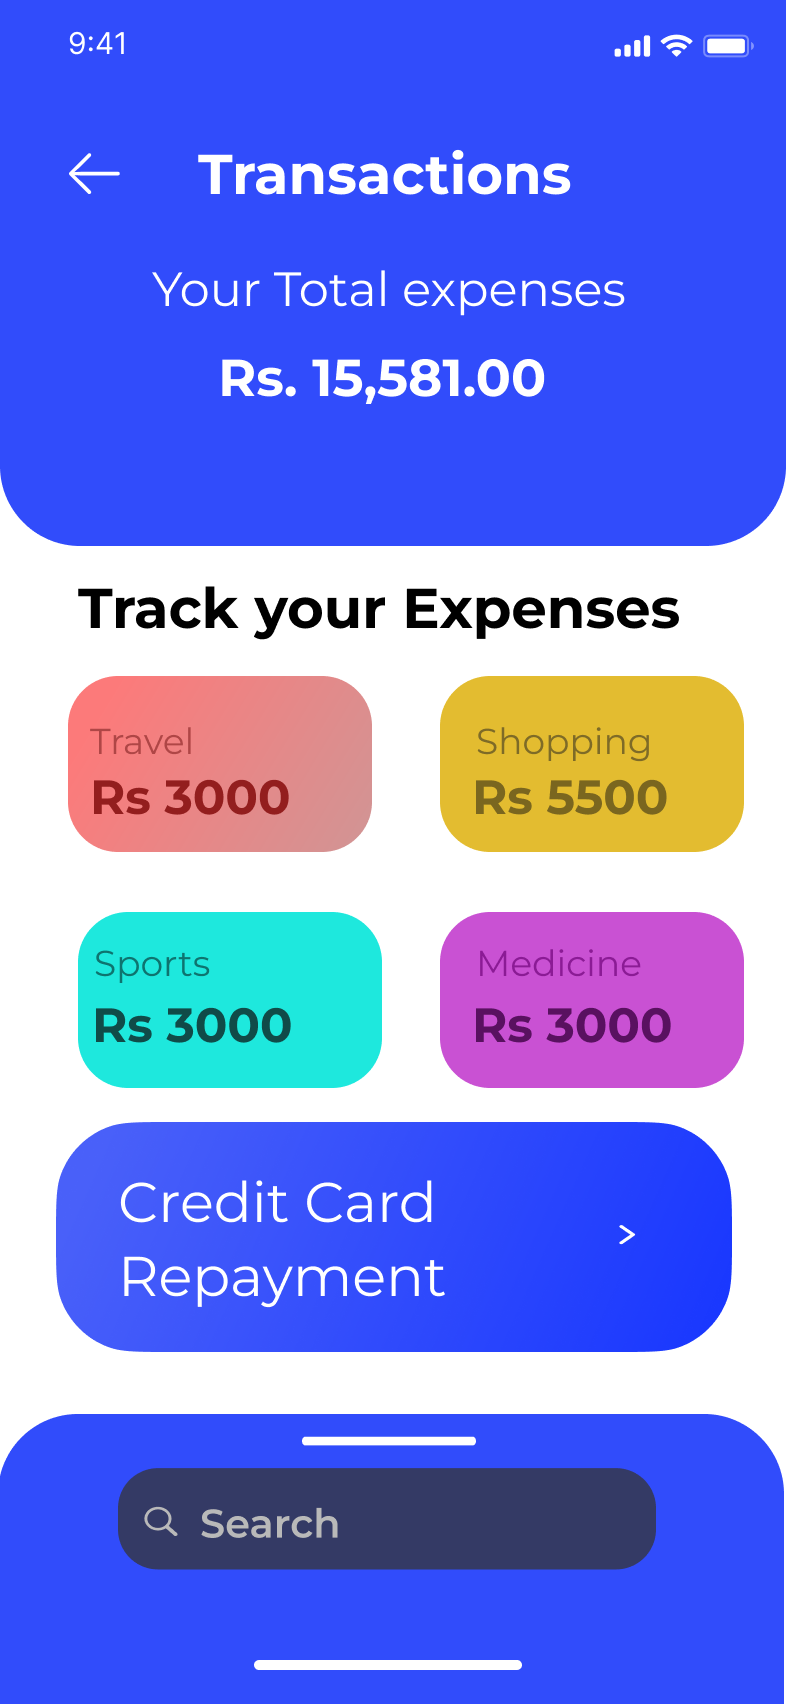 9:41
Transactions
Your Total expenses
Rs. 15,581.00
Track your Expenses
Travel
Rs 3000
Shopping
Rs 5500
Sports
Rs 3000
Medicine
Rs 3000
Credit Card
Repayment
>
Search